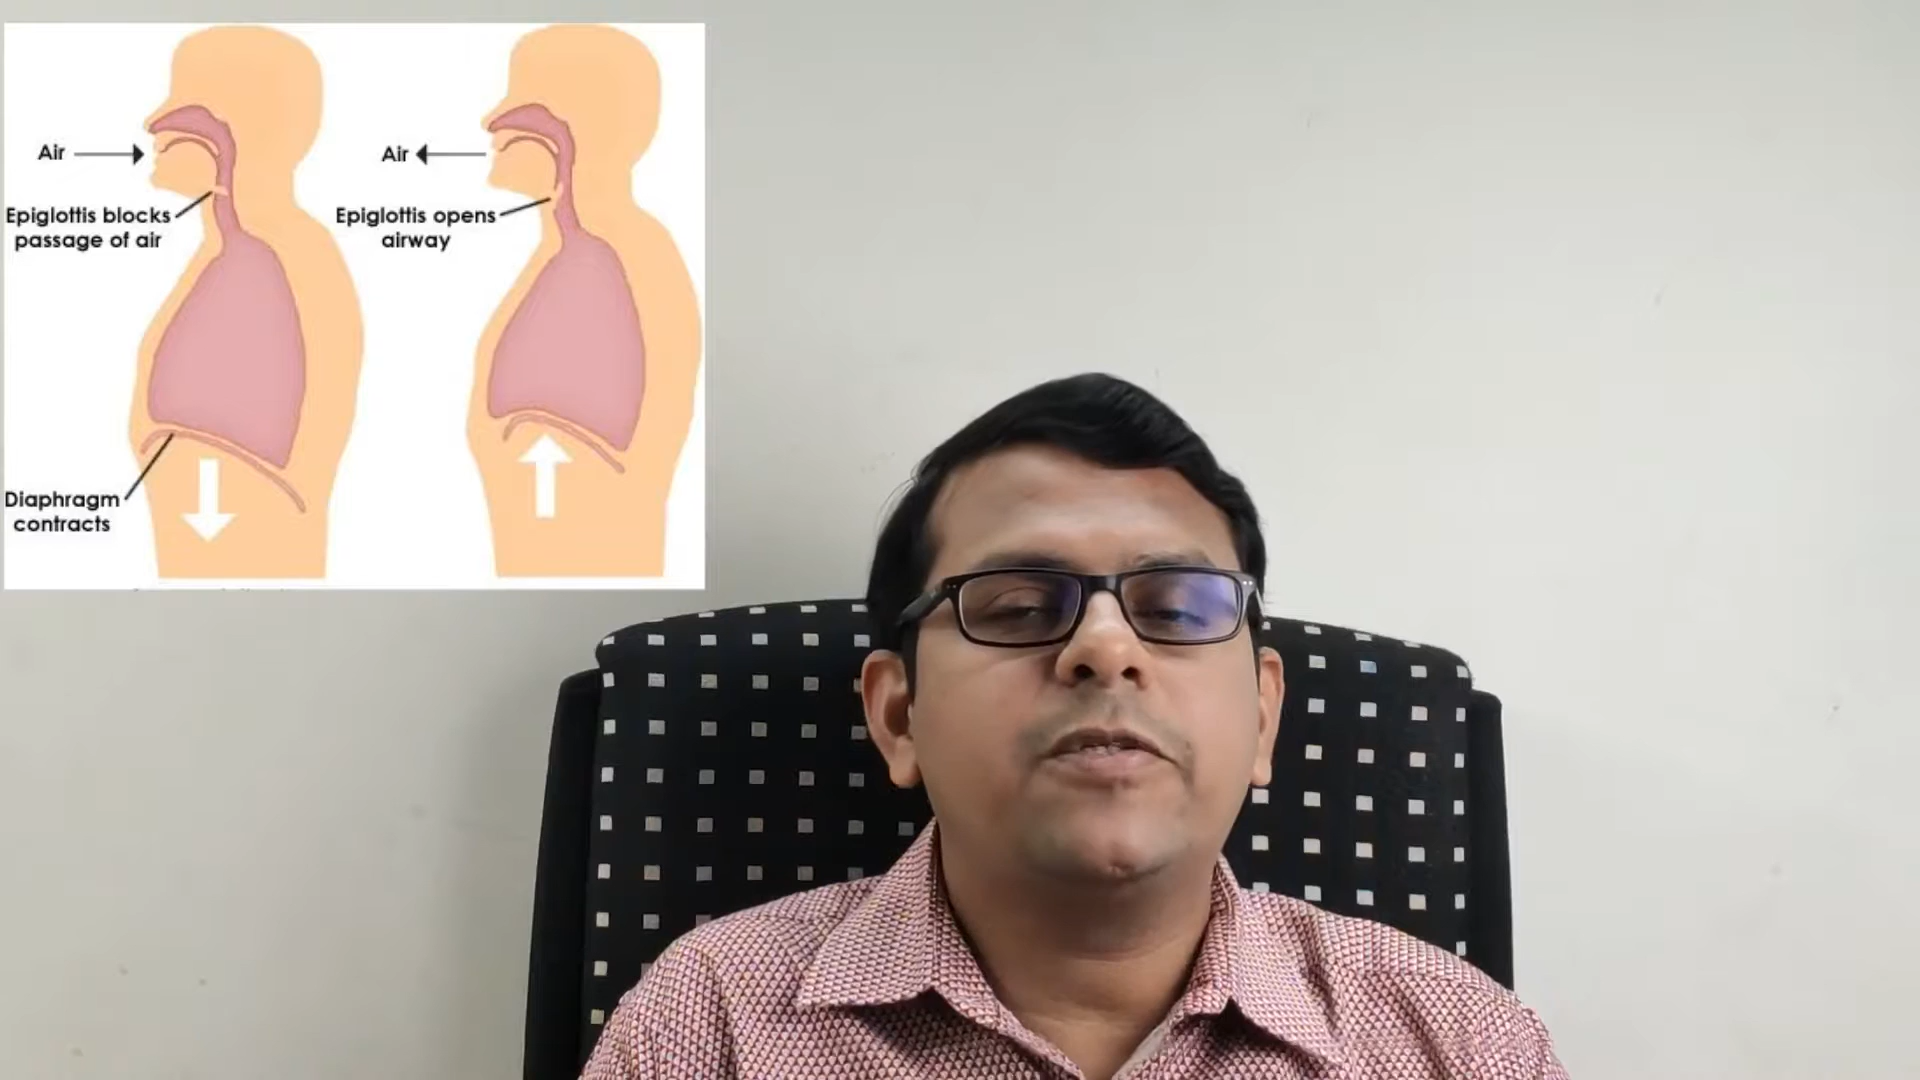 Air
Epiglottis blocks
passage of air
Diaphragm
contracts
Air
Epiglottis opens
airway